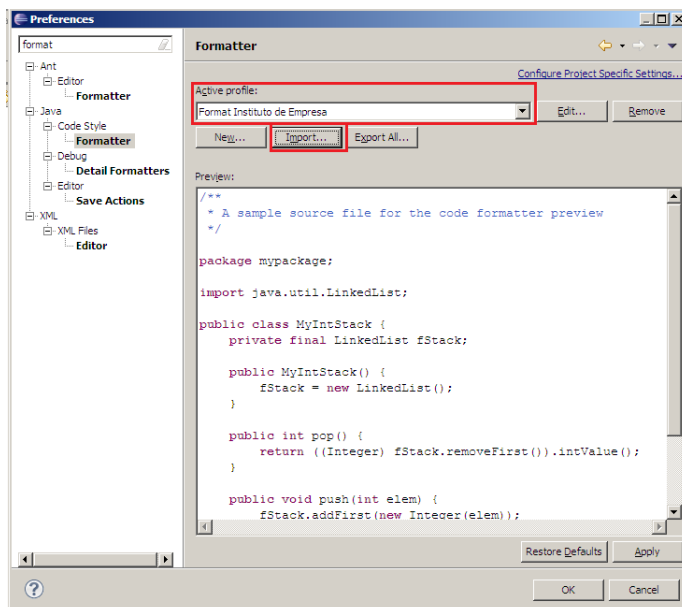 Preferences
format
Ant
Editor
Formatter
Java
Code Style
Formatter
Debug
Detail Formatters
Editor
Save Actions
XML
XML Files
Editor
Formatter
Configure Project Specific Settings...
Active profile:
Format Instituto de Empresa
Edit...
Remove
New...
Import...
Export All...
Preview:
/**
 * A sample source file for the code formatter preview
 */
package mypackage;
import java.util.LinkedList;
public class MyIntStack {
    private final LinkedList fStack;
    public MyIntStack() {
        fStack = new LinkedList();
    }
    public int pop() {
        return ((Integer) fStack.removeFirst()).intValue();
    }
    public void push(int elem) {
        fStack.addFirst(new Integer(elem));
Restore Defaults
Apply
?
OK
Cancel